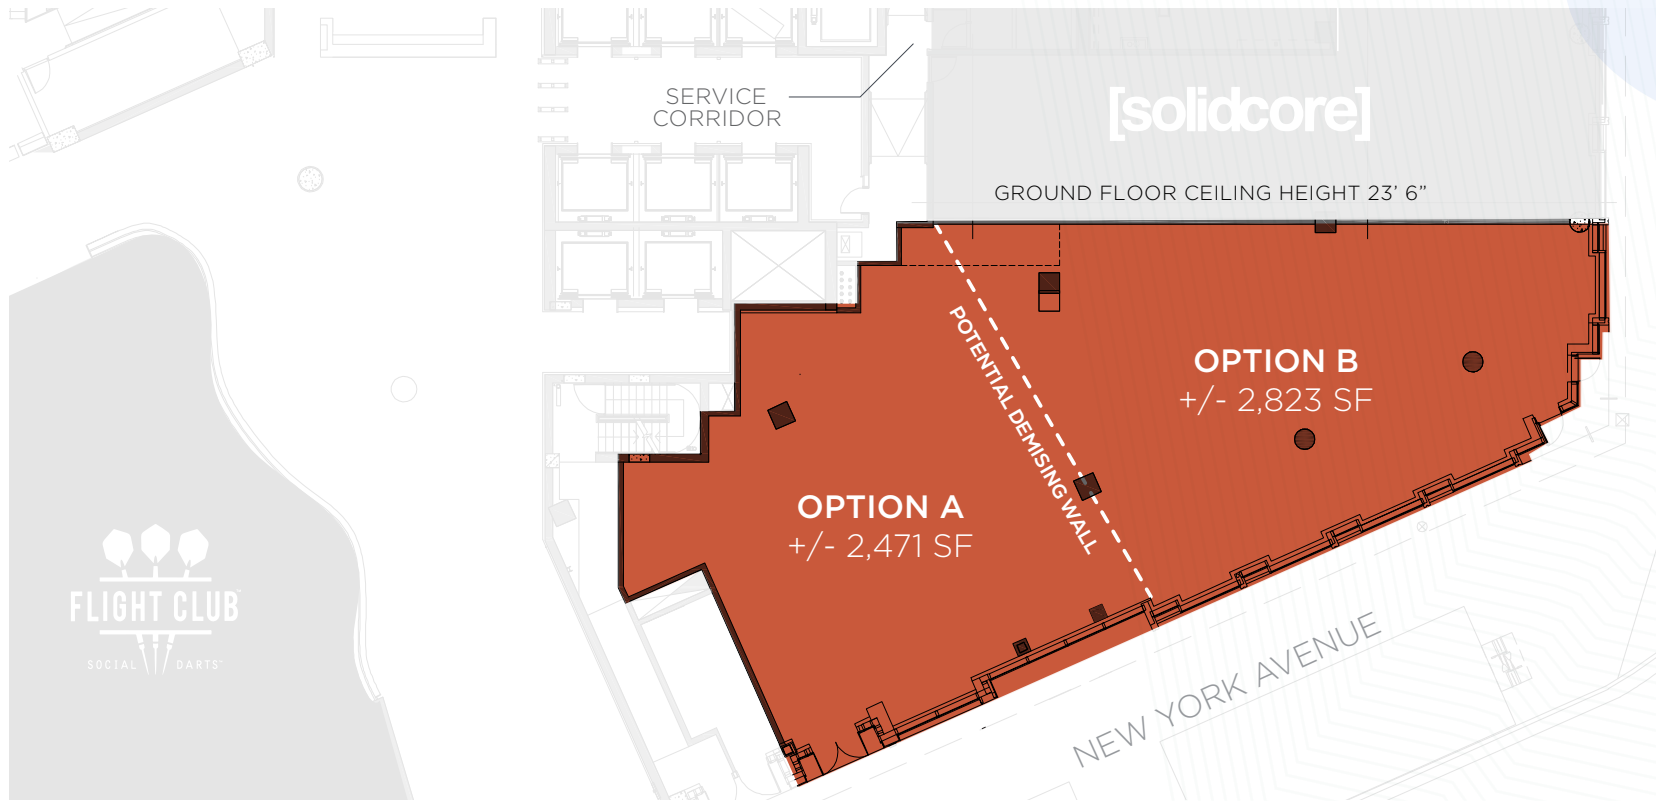 SERVICE
CORRIDOR
[solidcore]
GROUND FLOOR CEILING HEIGHT 23’ 6”
POTENTIAL DEMISING WALL
OPTION B
+/- 2,823 SF
OPTION A
+/- 2,471 SF
FLIGHT CLUB
SOCIAL DARTS
NEW YORK AVENUE